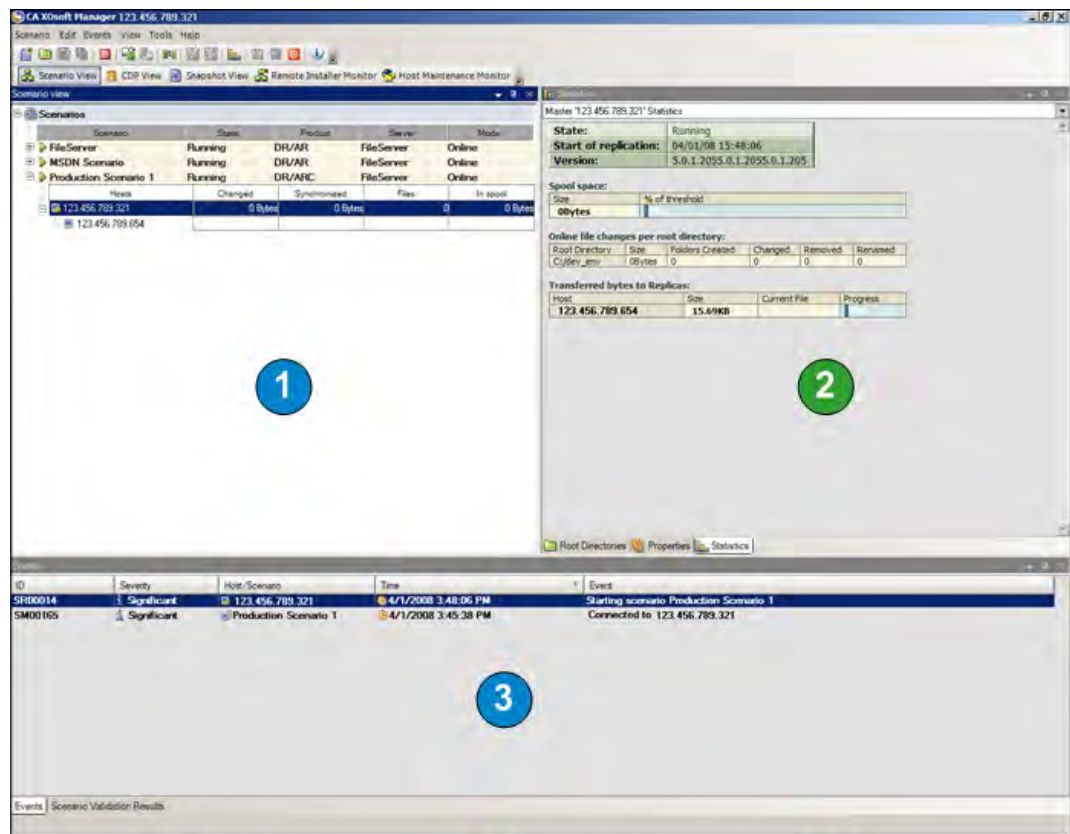 CA XOsoft Manager 123.456.789.321
Scenario Edit Events View Tools Help
Scenario View CDP View Snapshot View Remote Installer Monitor Host Maintenance Monitor
Scenario View
Scenarios
Scenario State Product Server Mode
FileServer Running DR/AR FileServer Online
MSDN Scenario Running DR/AR FileServer Online
Production Scenario 1 Running DR/ARC FileServer Online
Hosts Changed Synchronized Files In spool
123.456.789.321 0 Bytes 0 Bytes 0 0 Bytes
123.456.789.654
1
Statistics
Master '123.456.789.321' Statistics
State: Running
Start of replication: 04/01/08 15:48:06
Version: 5.0.1.2055.0.1.2055.0.1.205
Spool space:
Size % of threshold
0Bytes
Online file changes per root directory:
Root Directory Size Folders Created Changed Removed Renamed
C:/dev_env 0Bytes 0 0 0 0
Transferred bytes to Replicas:
Host Size Current File Progress
123.456.789.654 15.69KB
2
Root Directories Properties Statistics
Events
ID Severity Host/Scenario Time Event
SR00014 Significant 123.456.789.321 4/1/2008 3:48:06 PM Starting scenario Production Scenario 1
SM00165 Significant Production Scenario 1 4/1/2008 3:45:38 PM Connected to 123.456.789.321
3
Events Scenario Validation Results